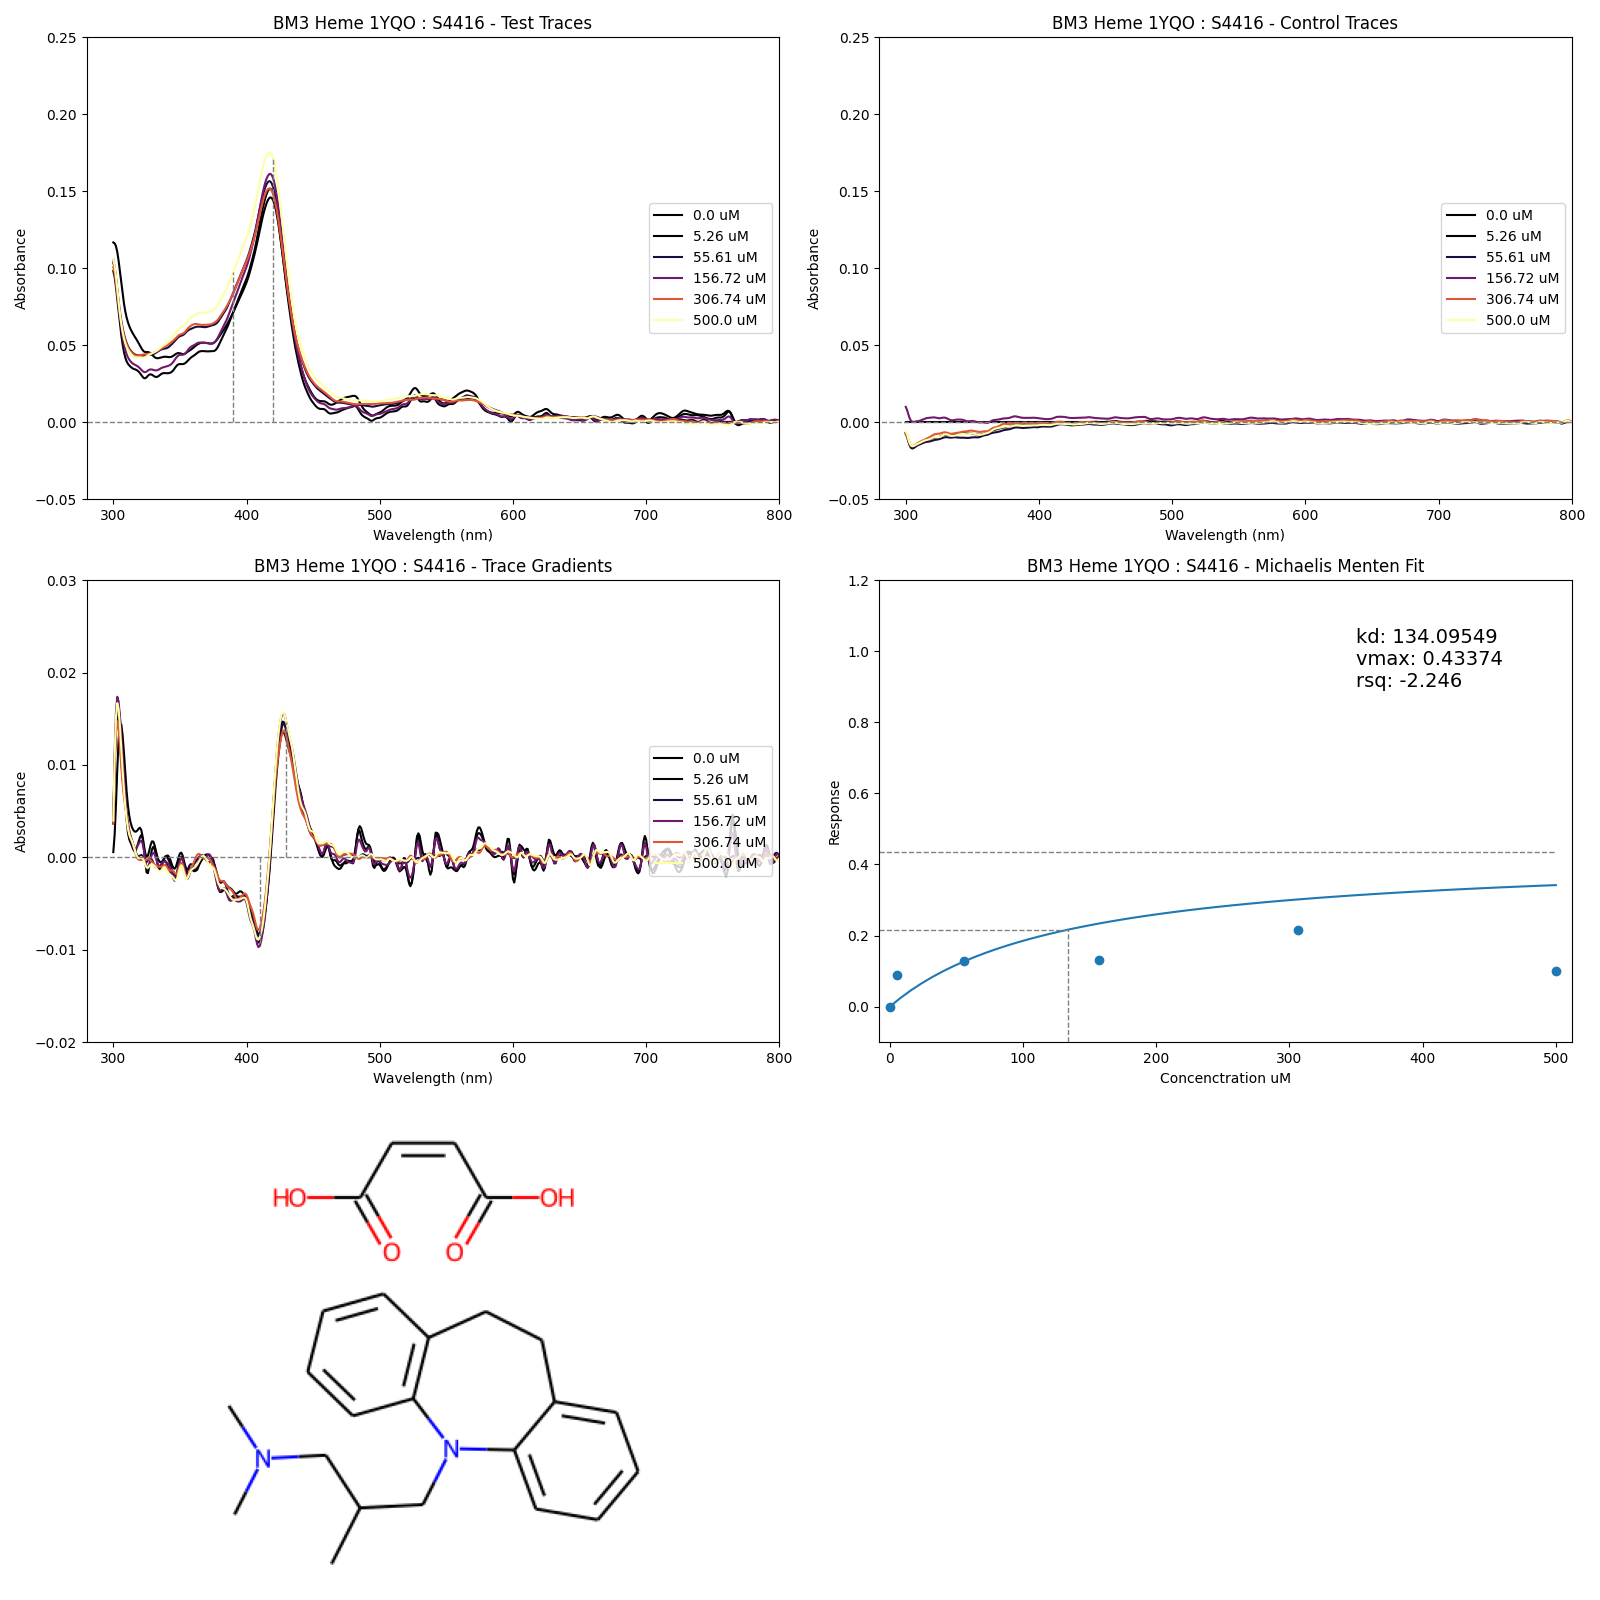 BM3 Heme 1YQO : S4416 - Test Traces
0.25
0.20
0.15
0.10
0.05
0.00
−0.05
Absorbance
300
400
500
600
700
800
Wavelength (nm)
0.0 uM
5.26 uM
55.61 uM
156.72 uM
306.74 uM
500.0 uM
BM3 Heme 1YQO : S4416 - Control Traces
0.25
0.20
0.15
0.10
0.05
0.00
−0.05
Absorbance
300
400
500
600
700
800
Wavelength (nm)
0.0 uM
5.26 uM
55.61 uM
156.72 uM
306.74 uM
500.0 uM
BM3 Heme 1YQO : S4416 - Trace Gradients
0.03
0.02
0.01
0.00
−0.01
−0.02
Absorbance
300
400
500
600
700
800
Wavelength (nm)
0.0 uM
5.26 uM
55.61 uM
156.72 uM
306.74 uM
500.0 uM
BM3 Heme 1YQO : S4416 - Michaelis Menten Fit
1.2
1.0
0.8
0.6
0.4
0.2
0.0
Response
kd: 134.09549
vmax: 0.43374
rsq: -2.246
0
100
200
300
400
500
Concenctration uM
HO
OH
O
O
N
N